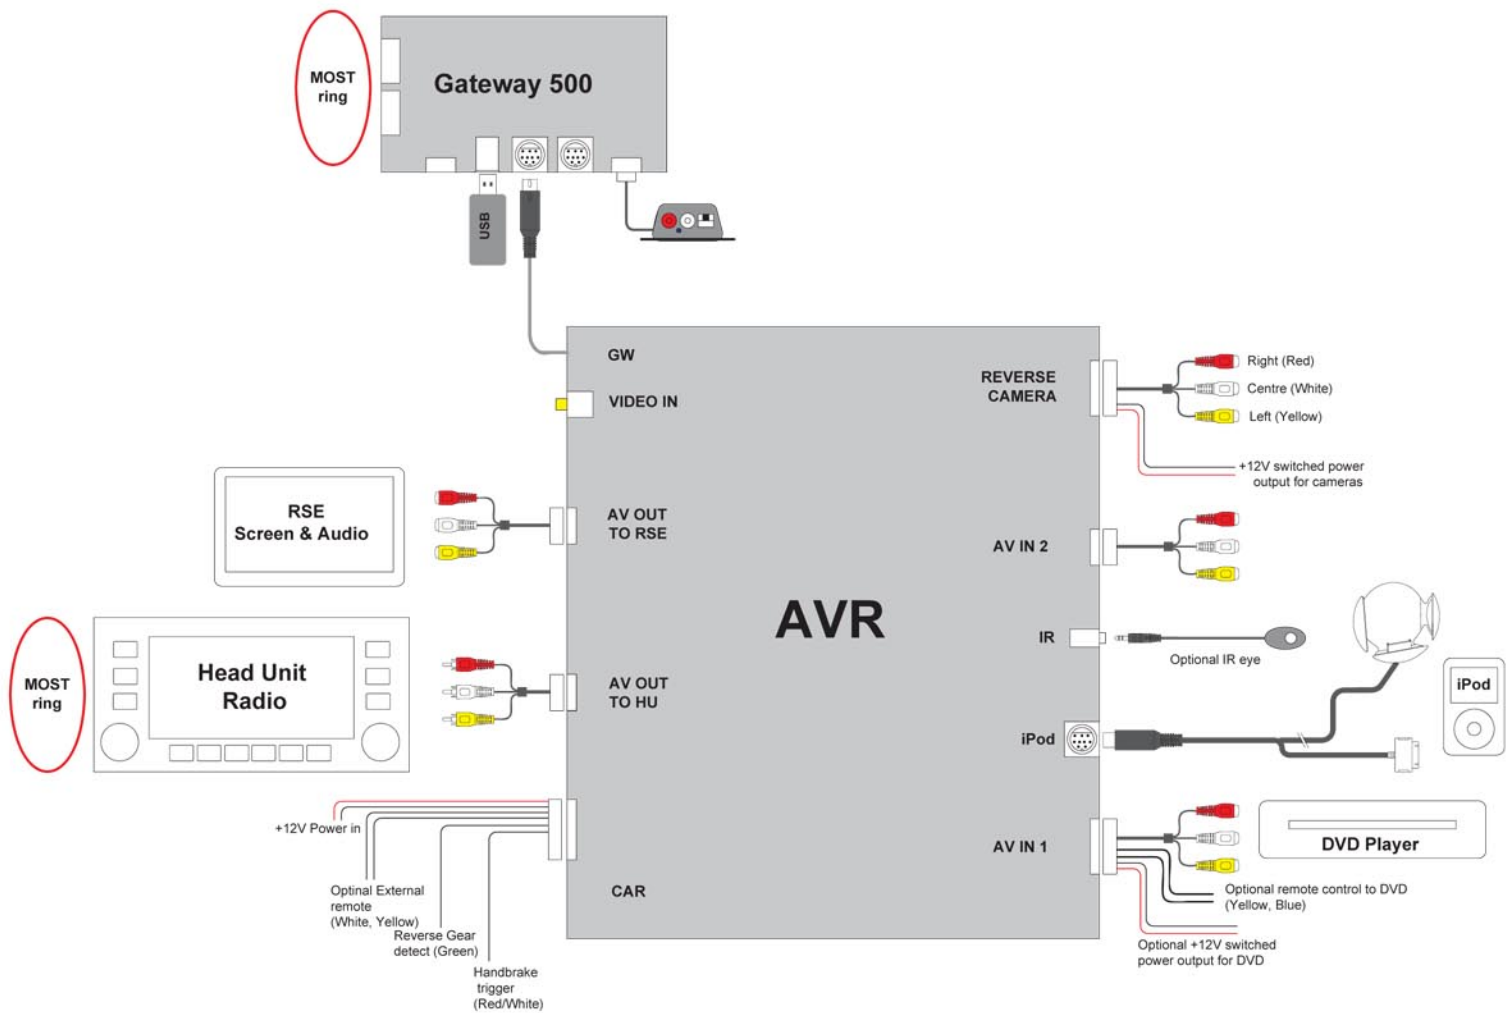 MOST
ring
Gateway 500
USB
GW
VIDEO IN
REVERSE
CAMERA
Right (Red)
Centre (White)
Left (Yellow)
+12V switched power
output for cameras
RSE
Screen & Audio
AV OUT
TO RSE
AV IN 2
AVR
IR
Optional IR eye
MOST
ring
Head Unit
Radio
AV OUT
TO HU
iPod
iPod
+12V Power in
Optinal External
remote
(White, Yellow)
Reverse Gear
detect (Green)
Handbrake
trigger
(Red/White)
CAR
AV IN 1
DVD Player
Optional remote control to DVD
(Yellow, Blue)
Optional +12V switched
power output for DVD